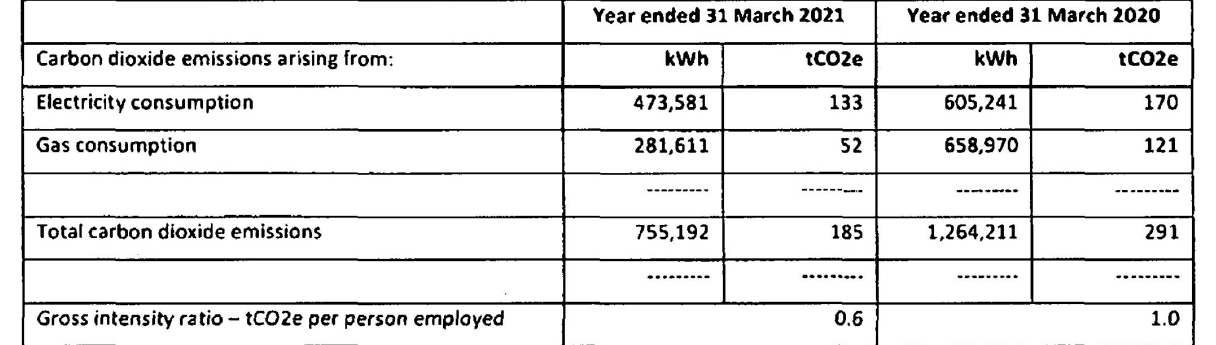 Year ended 31 March 2021 Year ended 31 March 2020
Carbon dioxide emissions arising from: kWh tCO2e kWh tCO2e
Electricity consumption 473,581 133 605,241 170
Gas consumption 281,611 52 658,970 121
--------- --------- --------- ---------
Total carbon dioxide emissions 755,192 185 1,264,211 291
--------- --------- --------- ---------
Gross intensity ratio – tCO2e per person employed 0.6 1.0